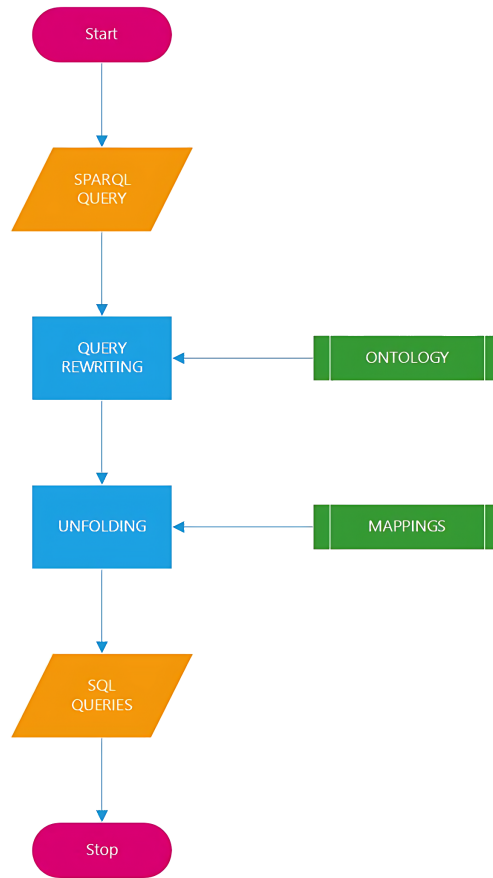 Start
SPARQL
QUERY
QUERY
REWRITING
ONTOLOGY
UNFOLDING
MAPPINGS
SQL
QUERIES
Stop